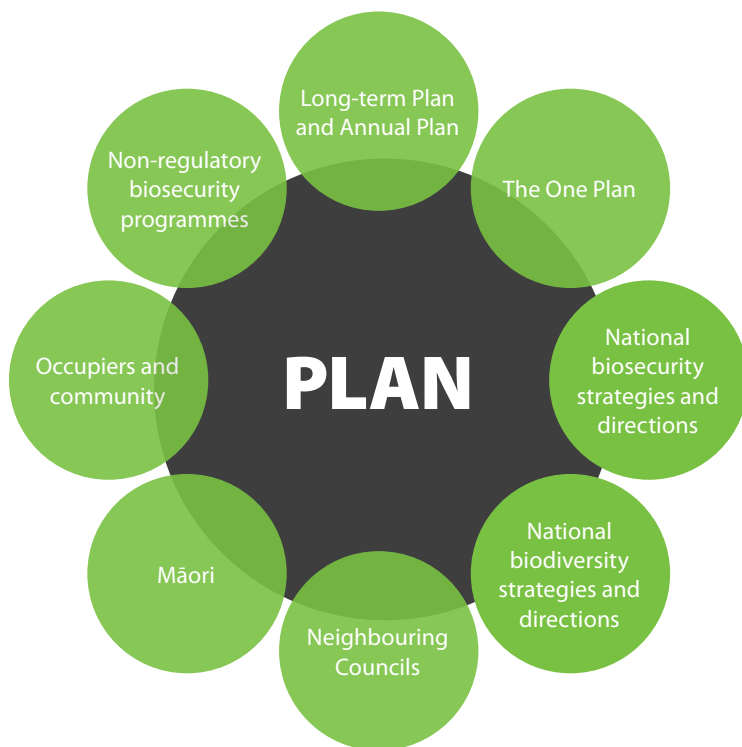 Long-term Plan
and Annual Plan
The One Plan
National
biosecurity
strategies and
directions
National
biodiversity
strategies and
directions
Neighbouring
Councils
Māori
Occupiers and
community
Non-regulatory
biosecurity
programmes
PLAN